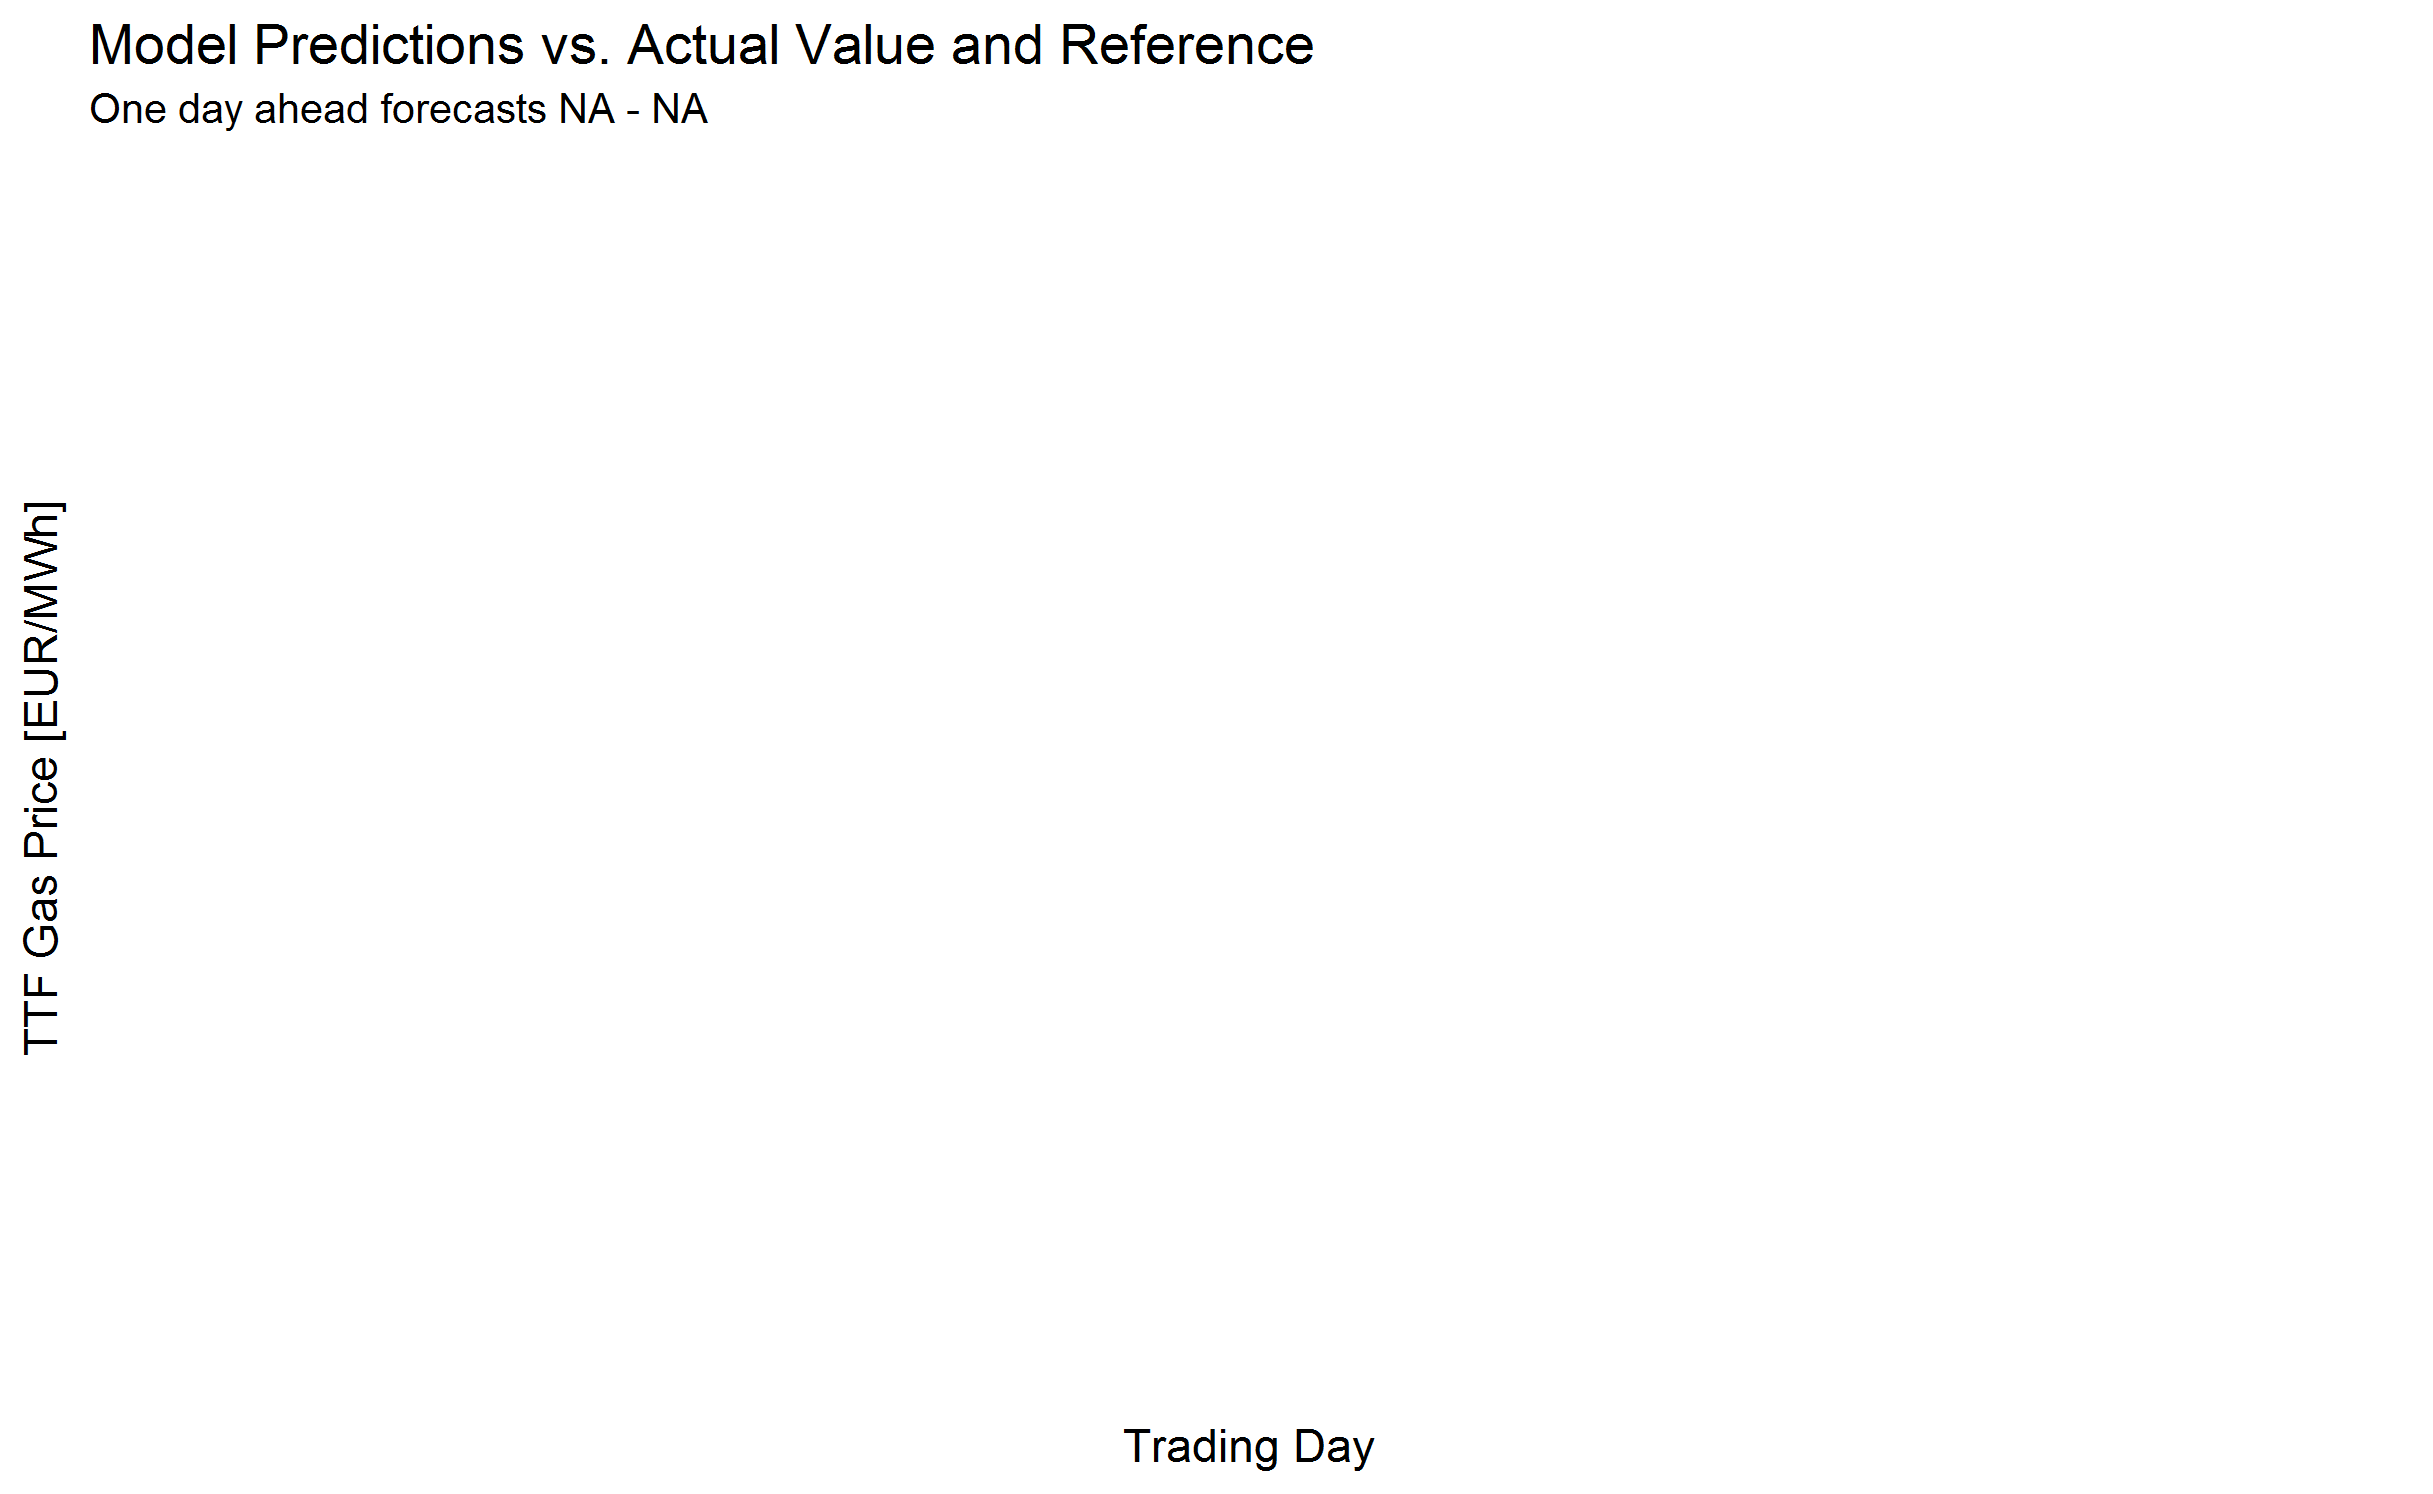 Model Predictions vs. Actual Value and Reference
One day ahead forecasts NA - NA
TTF Gas Price [EUR/MWh]
Trading Day